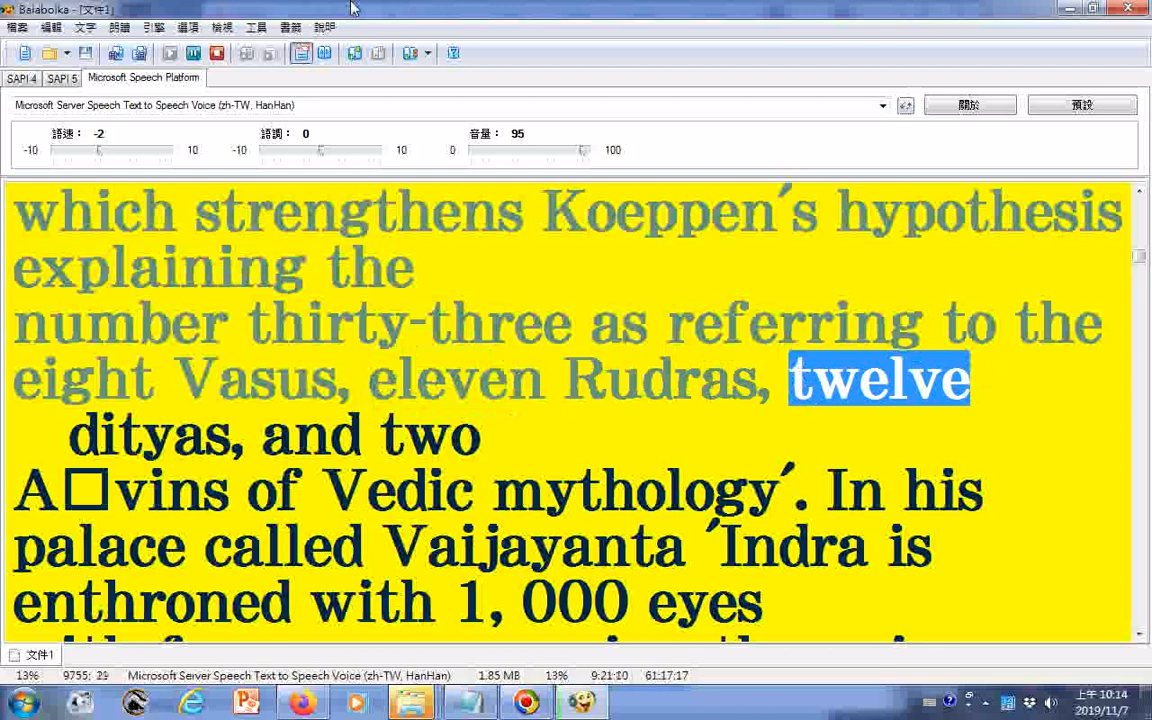 Balabolka - [文件1]
檔案 編輯 文字 朗讀 引擎 選項 檢視 工具 書籤 說明
SAPI 4 SAPI 5 Microsoft Speech Platform
Microsoft Server Speech Text to Speech Voice (zh-TW, HanHan) 關於 預設
語速： -2 語調： 0 音量： 95
-10 10 -10 10 0 100
which strengthens Koeppen´s hypothesis
explaining the
number thirty-three as referring to the
eight Vasus, eleven Rudras, twelve
dityas, and two
A□vins of Vedic mythology´. In his
palace called Vaijayanta ´Indra is
enthroned with 1, 000 eyes
文件1
13% 9755: 29 Microsoft Server Speech Text to Speech Voice (zh-TW, HanHan) 1.85 MB 13% 9:21:10 61:17:17
上午 10:14
2019/11/7